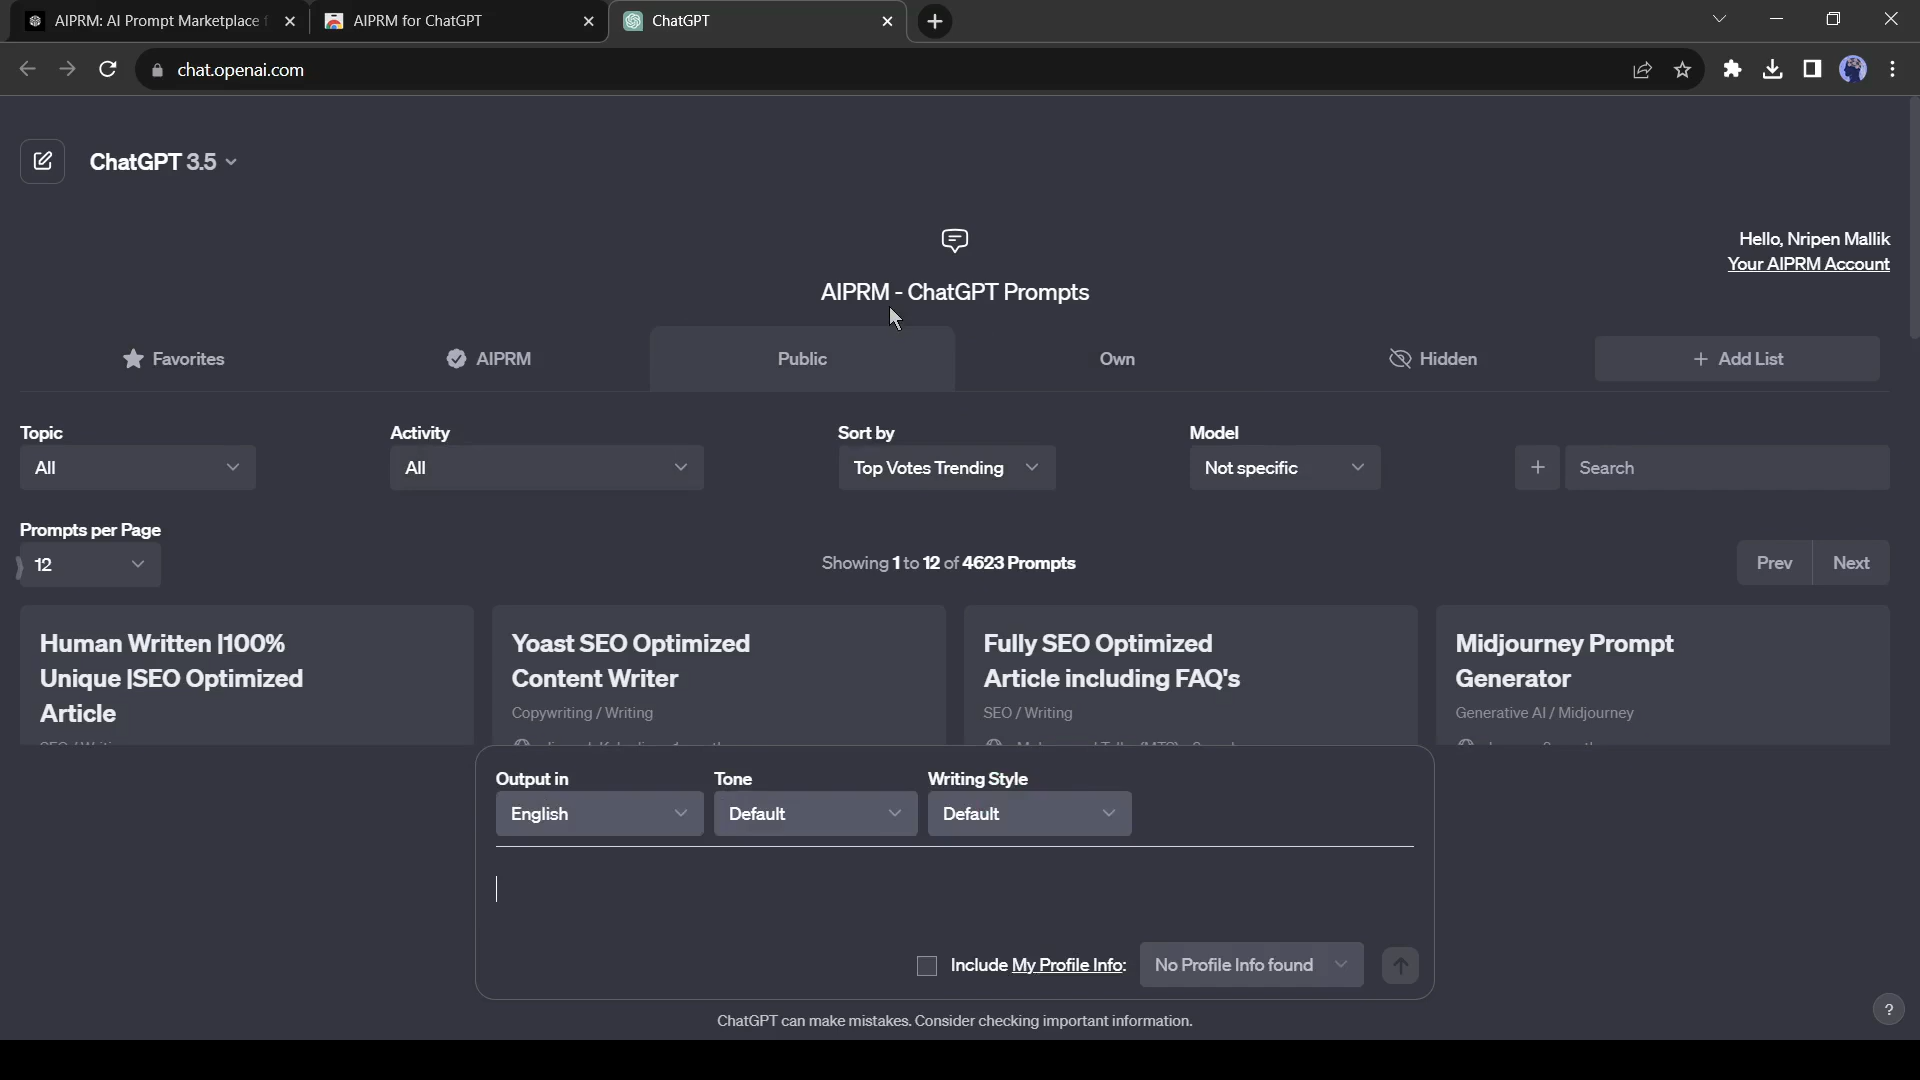 AIPRM: AI Prompt Marketplace
AIPRM for ChatGPT
ChatGPT
chat.openai.com
ChatGPT 3.5
Hello, Nripen Mallik
Your AIPRM Account
AIPRM - ChatGPT Prompts
Favorites
AIPRM
Public
Own
Hidden
+ Add List
Topic
Activity
Sort by
Model
All
All
Top Votes Trending
Not specific
+
Search
Prompts per Page
12
Showing 1 to 12 of 4623 Prompts
Prev
Next
Human Written |100%
Unique |SEO Optimized
Article
Yoast SEO Optimized
Content Writer
Copywriting / Writing
Fully SEO Optimized
Article including FAQ's
SEO / Writing
Midjourney Prompt
Generator
Generative AI / Midjourney
Output in
Tone
Writing Style
English
Default
Default
Include My Profile Info:
No Profile Info found
ChatGPT can make mistakes. Consider checking important information.
?